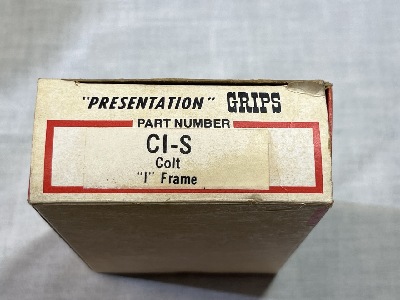 "PRESENTATION" GRIPS
PART NUMBER
CI-S
Colt
"I" Frame